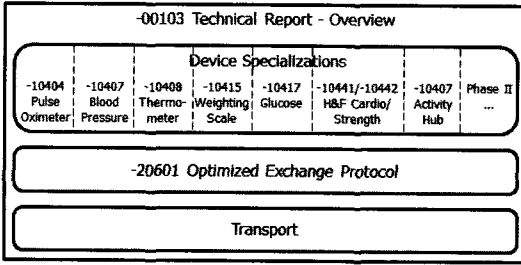 -00103 Technical Report - Overview
Device Specializations
-10404 Pulse Oximeter
-10407 Blood Pressure
-10408 Thermo- meter
-10415 Weighting Scale
-10417 Glucose
-10441/-10442 H&F Cardio/ Strength
-10407 Activity Hub
Phase II ...
-20601 Optimized Exchange Protocol
Transport